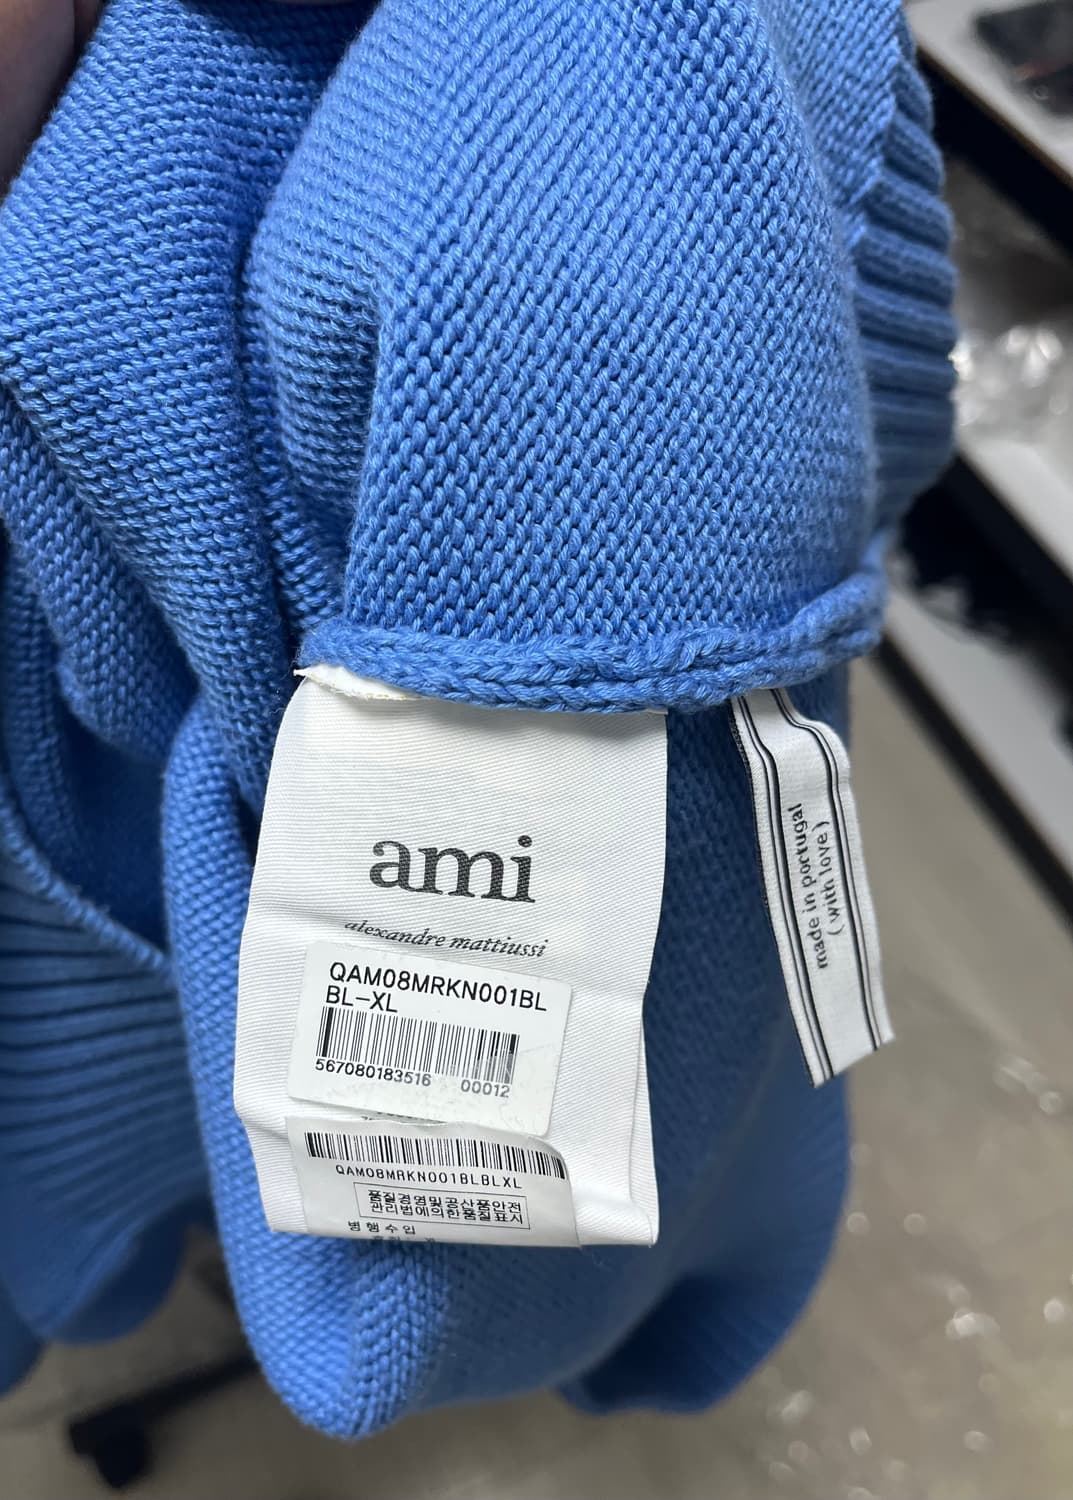 ami
alexandre mattiussi
QAM08MRKN001BL
BL-XL
567080183516 00012
QAM08MRKN001BLBLXL
품질경영및공산품안전
관리법에의한품질표시
병행수입
made in portugal
(with love)